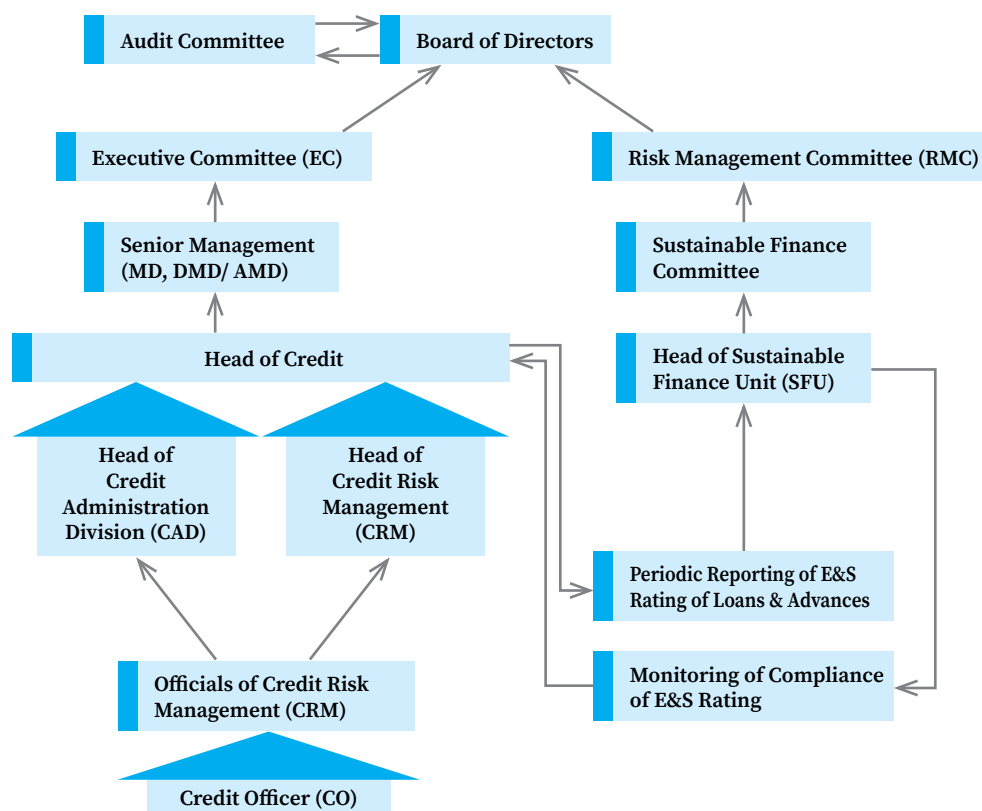 Audit Committee
Board of Directors
Executive Committee (EC)
Risk Management Committee (RMC)
Senior Management
(MD, DMD/ AMD)
Sustainable Finance
Committee
Head of Credit
Head of Sustainable
Finance Unit (SFU)
Head of
Credit
Administration
Division (CAD)
Head of
Credit Risk
Management
(CRM)
Periodic Reporting of E&S
Rating of Loans & Advances
Officials of Credit Risk
Management (CRM)
Monitoring of Compliance
of E&S Rating
Credit Officer (CO)